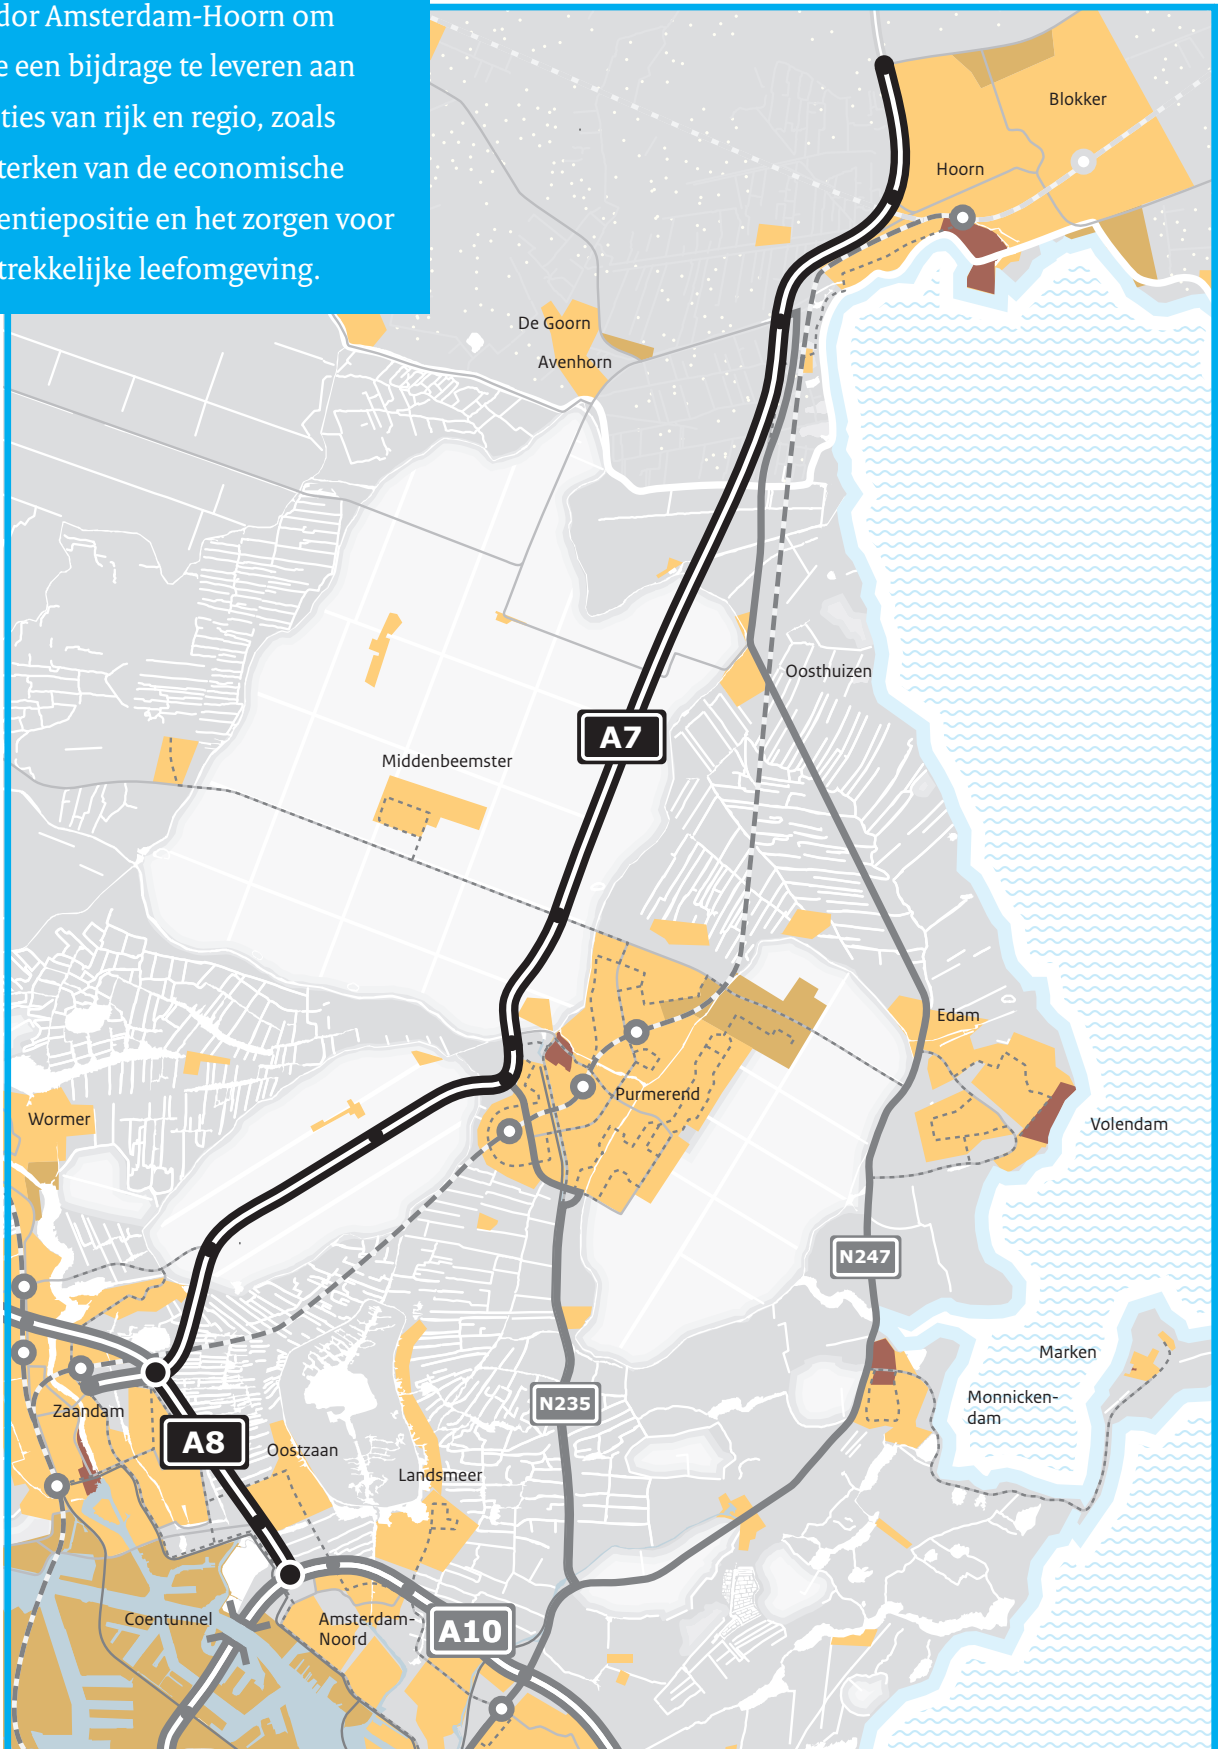 dor Amsterdam-Hoorn om
e een bijdrage te leveren aan
ties van rijk en regio, zoals
terken van de economische
entiepositie en het zorgen voor
trekkelijke leefomgeving.
Blokker
Hoorn
De Goorn
Avenhorn
Oosthuizen
A7
Middenbeemster
Edam
Purmerend
Wormer
Volendam
N247
Marken
Monnicken-
dam
N235
Zaandam
A8
Oostzaan
Landsmeer
Coentunnel
Amsterdam-
Noord
A10